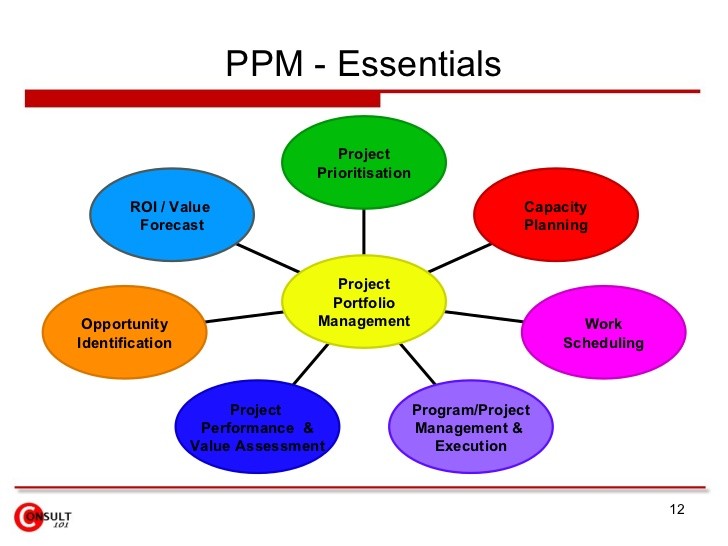 PPM - Essentials
Project
Prioritisation
ROI / Value
Forecast
Capacity
Planning
Project
Portfolio
Management
Opportunity
Identification
Work
Scheduling
Project
Performance &
Value Assessment
Program/Project
Management &
Execution
12
CONSULT
101